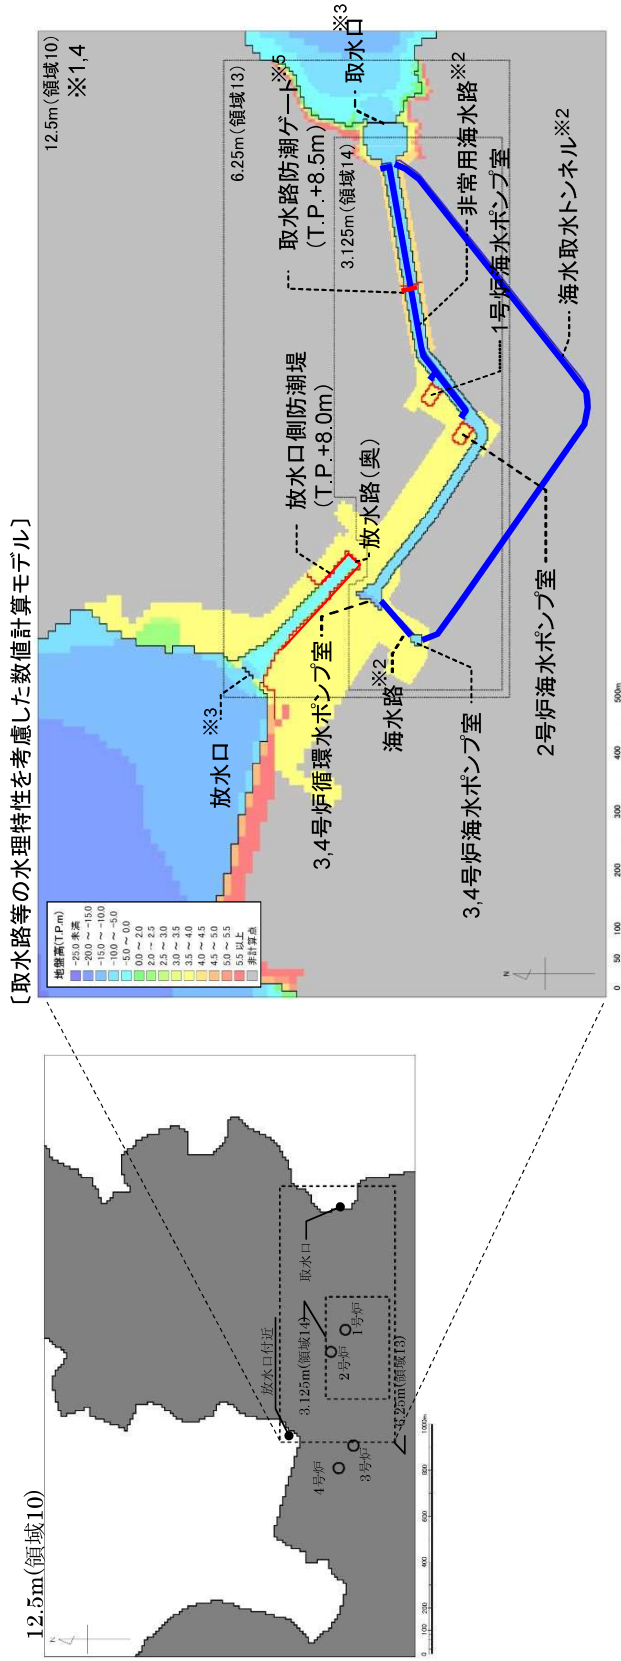 〔取水路等の水理特性を考慮した数値計算モデル〕
12.5m(領域10)
※1,4
6.25m(領域13)
3.125m(領域14)
取水路防潮ゲート※5
(T.P.+8.5m)
取水口※3
非常用海水路※2
1号炉海水ポンプ室
海水取水トンネル※2
放水口側防潮堤
(T.P.+8.0m)
放水路(奥)
放水口※3
3,4号炉循環水ポンプ室
海水路※2
3,4号炉海水ポンプ室
2号炉海水ポンプ室
地盤高(T.P.m)
-25.0 未満
-20.0 ～ -15.0
-15.0 ～ -10.0
-10.0 ～ -5.0
-5.0 ～ 0.0
0.0 ～ 2.0
2.0 ～ 2.5
2.5 ～ 3.0
3.0 ～ 3.5
3.5 ～ 4.0
4.0 ～ 4.5
4.5 ～ 5.0
5.0 ～ 5.5
5.5 以上
非計算点
N
0 50 100 200 300 400 500m
12.5m(領域10)
N
放水口付近
3.125m(領域14)
取水口
1号炉
2号炉
3号炉
4号炉
6.25m(領域13)
0 100 200 400 600 800 1000m